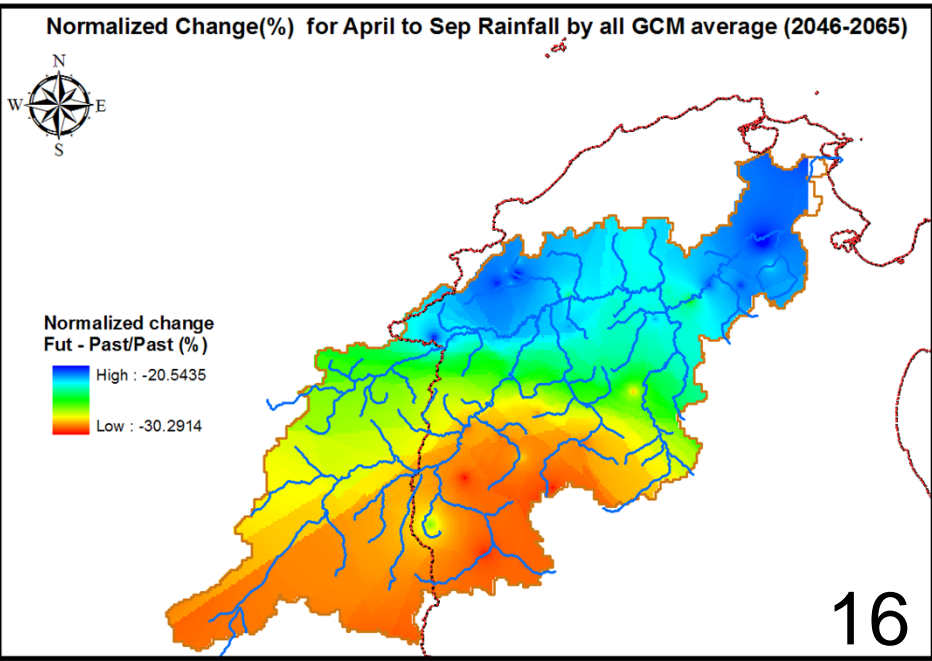 Normalized Change(%) for April to Sep Rainfall by all GCM average (2046-2065)
N
W E
S
Normalized change
Fut - Past/Past (%)
High : -20.5435
Low : -30.2914
16